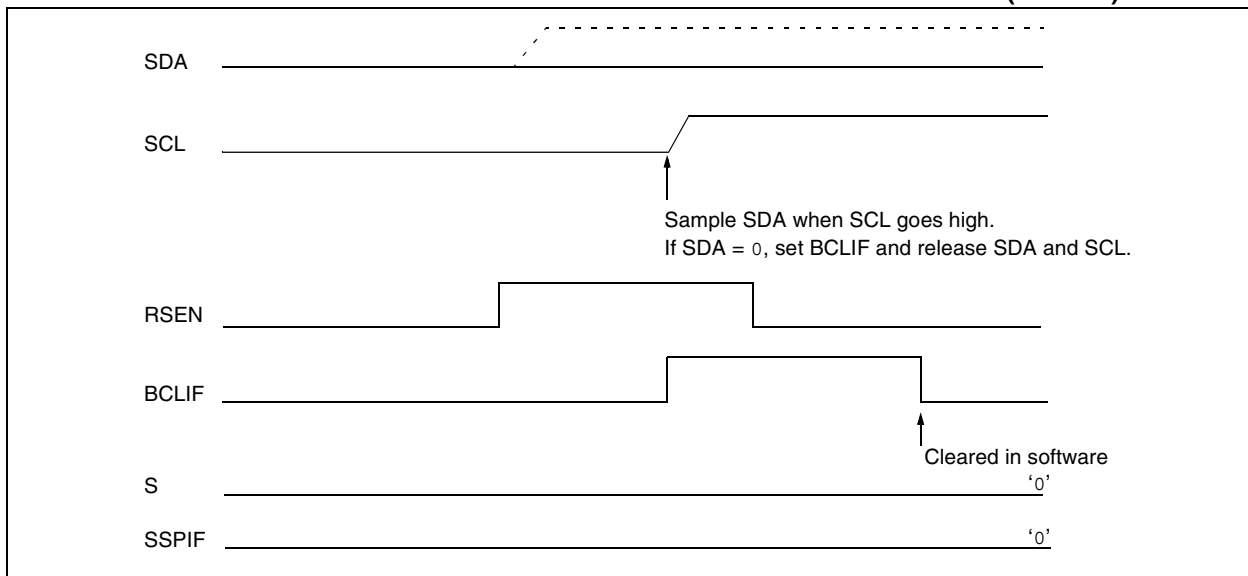 SDA
SCL
Sample SDA when SCL goes high.
If SDA = 0, set BCLIF and release SDA and SCL.
RSEN
BCLIF
Cleared in software
S
‘0’
SSPIF
‘0’